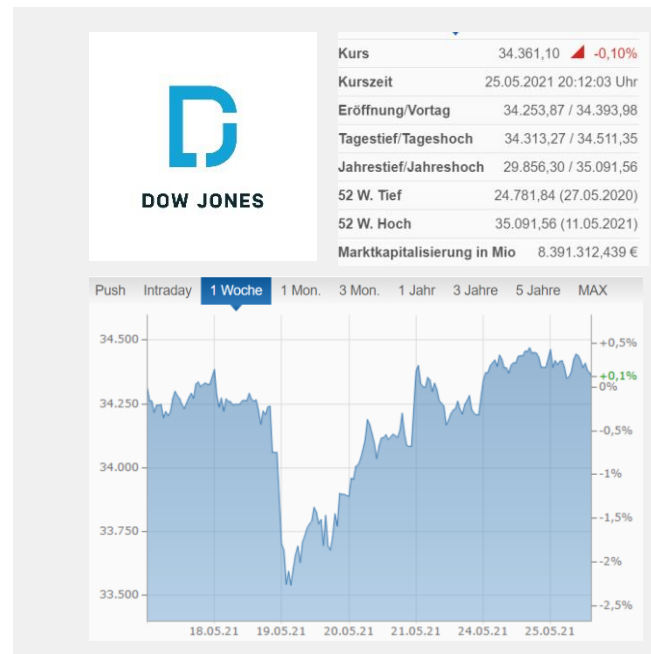 DOW JONES
Kurs 34.361,10 -0,10%
Kurszeit 25.05.2021 20:12:03 Uhr
Eröffnung/Vortag 34.253,87 / 34.393,98
Tagestief/Tageshoch 34.313,27 / 34.511,35
Jahrestief/Jahreshoch 29.856,30 / 35.091,56
52 W. Tief 24.781,84 (27.05.2020)
52 W. Hoch 35.091,56 (11.05.2021)
Marktkapitalisierung in Mio 8.391.312,439 €
Push Intraday 1 Woche 1 Mon. 3 Mon. 1 Jahr 3 Jahre 5 Jahre MAX
34.500
34.250
34.000
33.750
33.500
+0,5%
+0,1%
0%
-0,5%
-1%
-1,5%
-2%
-2,5%
18.05.21 19.05.21 20.05.21 21.05.21 24.05.21 25.05.21